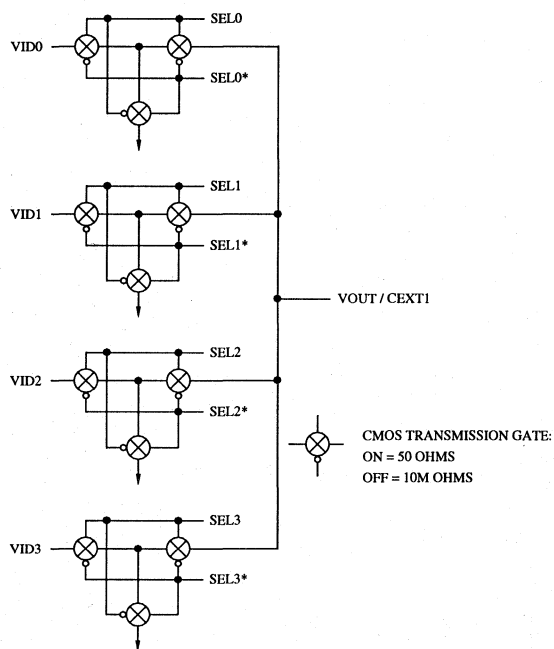 SEL0
VID0
SEL0*
SEL1
VID1
SEL1*
VOUT / CEXT1
SEL2
VID2
SEL2*
CMOS TRANSMISSION GATE:
ON = 50 OHMS
OFF = 10M OHMS
SEL3
VID3
SEL3*